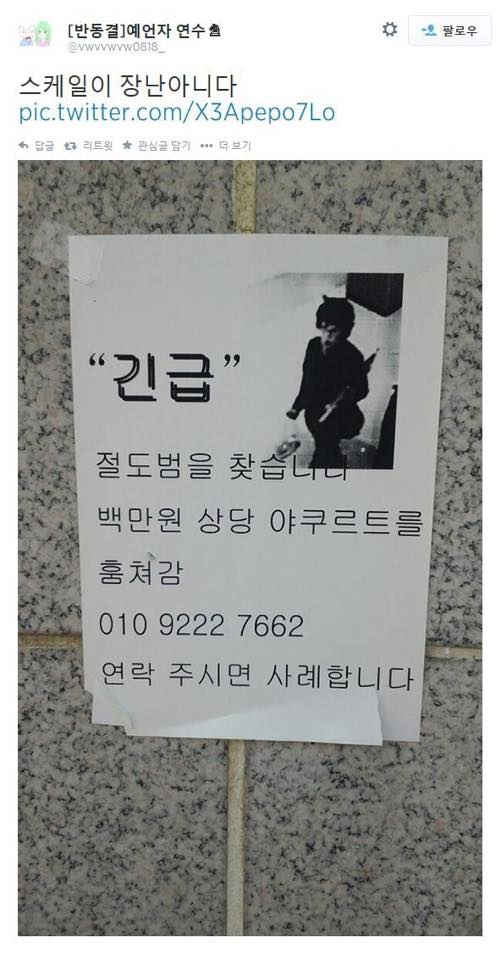 [반동결]예언자 연수
@vwvvwvw0818_
팔로우
스케일이 장난아니다
pic.twitter.com/X3Apepo7Lo
답글 리트윗 관심글 담기 ••• 더 보기
“긴급”
절도범을 찾습니다
백만원 상당 야쿠르트를
훔쳐감
010 9222 7662
연락 주시면 사례합니다